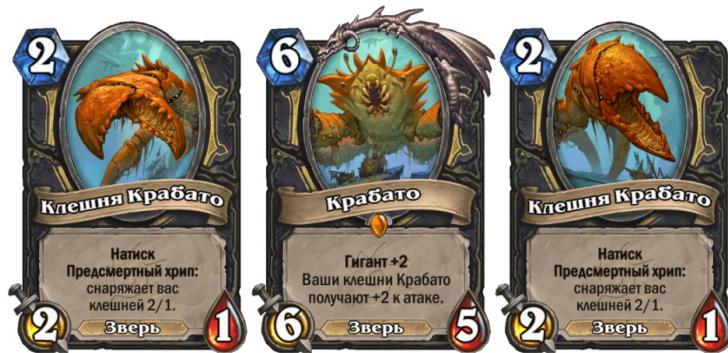 2
Клешня Крабато
Натиск
Предсмертный хрип:
снаряжает вас
клешней 2/1.
2
Зверь
1
6
Крабато
Гигант +2
Ваши клешни Крабато
получают +2 к атаке.
6
Зверь
5
2
Клешня Крабато
Натиск
Предсмертный хрип:
снаряжает вас
клешней 2/1.
2
Зверь
1